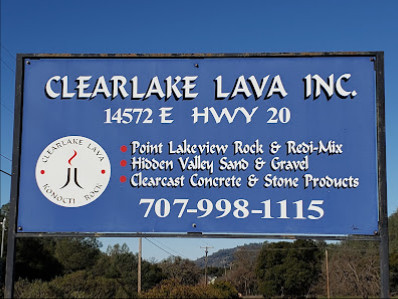 CLEARLAKE LAVA INC.
14572 E HWY 20
CLEARLAKE LAVA
KONOCTI ROCK
• Point Lakeview Rock & Redi-Mix
• Hidden Valley Sand & Gravel
• Clearcast Concrete & Stone Products
707-998-1115